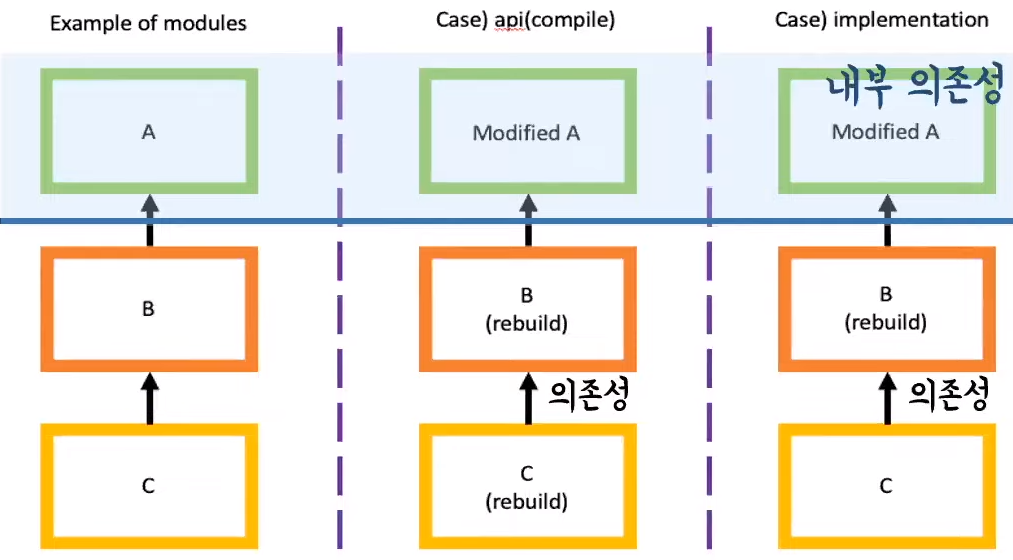 Example of modules
Case) api(compile)
Case) implementation
내부 의존성
A
Modified A
Modified A
B
B
(rebuild)
B
(rebuild)
의존성
의존성
C
C
(rebuild)
C